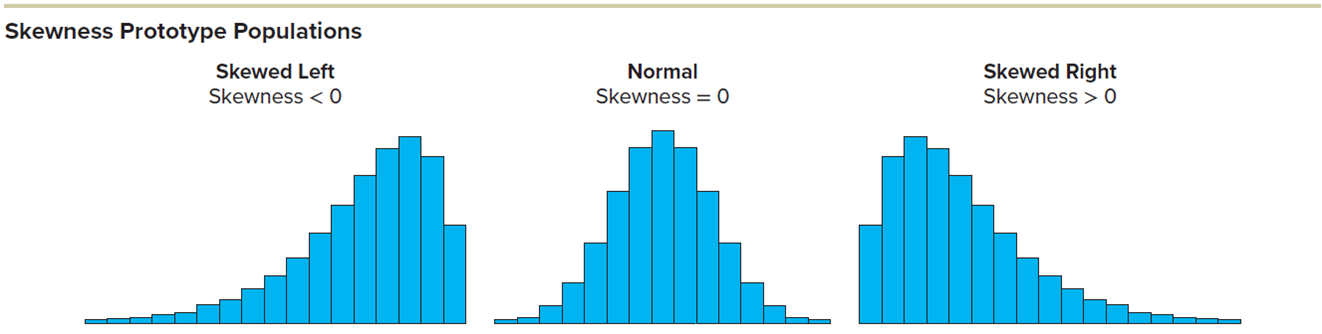 Skewness Prototype Populations
Skewed Left
Skewness < 0
Normal
Skewness = 0
Skewed Right
Skewness > 0